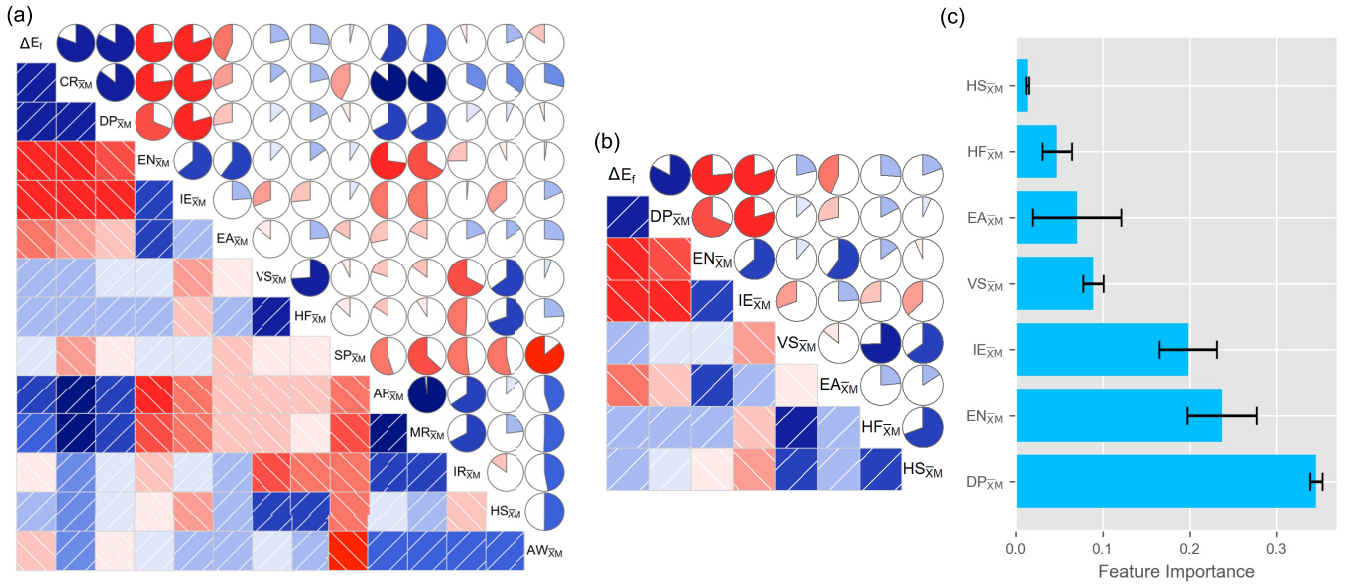 (a)
ΔEf
CRX̅M
DPX̅M
ENX̅M
IEX̅M
EAX̅M
VSX̅M
HFX̅M
SPX̅M
MRX̅M
IRX̅M
HSX̅M
AWX̅M
(b)
ΔEf
DPX̅M
ENX̅M
IEX̅M
VSX̅M
EAX̅M
HFX̅M
HSX̅M
(c)
HSX̅M
HFX̅M
EAX̅M
VSX̅M
IEX̅M
ENX̅M
DPX̅M
0.0 0.1 0.2 0.3
Feature Importance